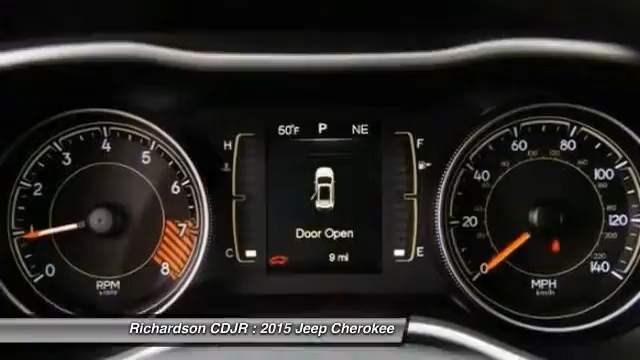 50°F P NE
H
F
C
E
Door Open
9 mi
0
1
2
3
4
5
6
7
8
RPM
0
20
40
60
80
100
120
140
MPH
km/h
Richardson CDJR : 2015 Jeep Cherokee